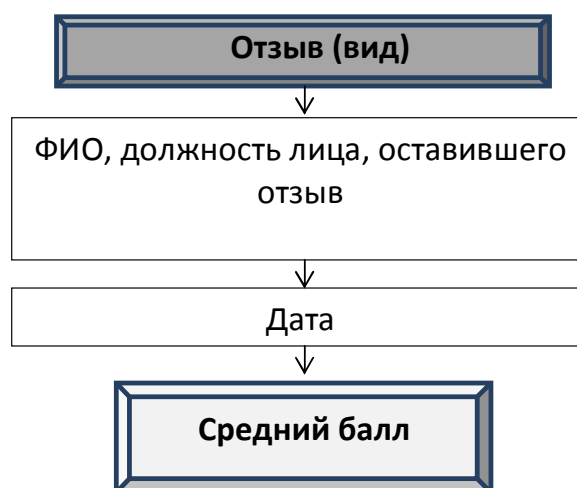 Отзыв (вид)
ФИО, должность лица, оставившего
отзыв
Дата
Средний балл